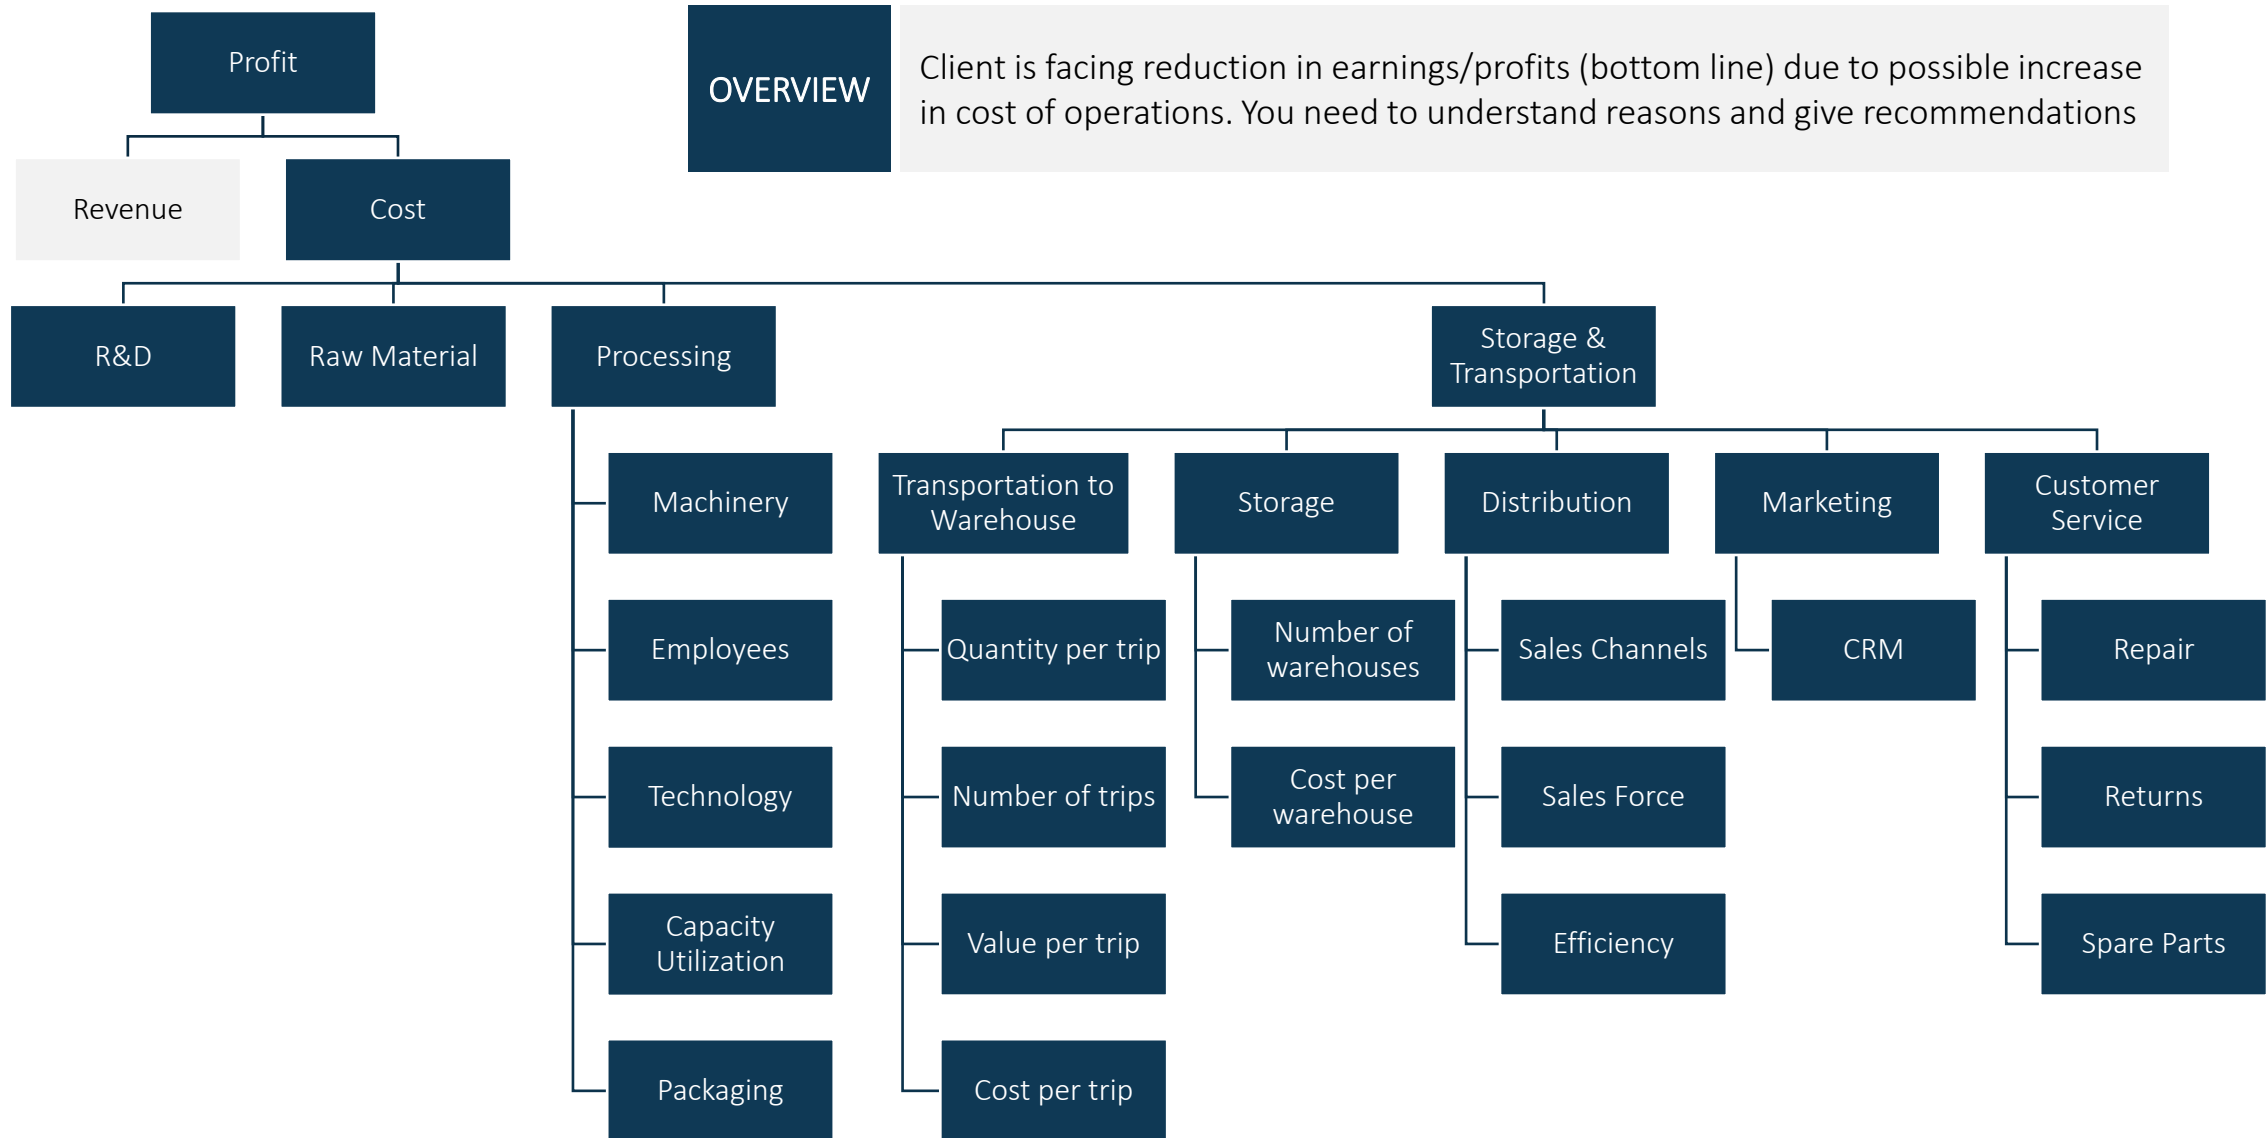 Profit
OVERVIEW
Client is facing reduction in earnings/profits (bottom line) due to possible increase
in cost of operations. You need to understand reasons and give recommendations
Revenue
Cost
R&D
Raw Material
Processing
Storage &
Transportation
Machinery
Employees
Technology
Capacity
Utilization
Packaging
Transportation to
Warehouse
Quantity per trip
Number of trips
Value per trip
Cost per trip
Storage
Number of
warehouses
Cost per
warehouse
Distribution
Sales Channels
Sales Force
Efficiency
Marketing
CRM
Customer
Service
Repair
Returns
Spare Parts